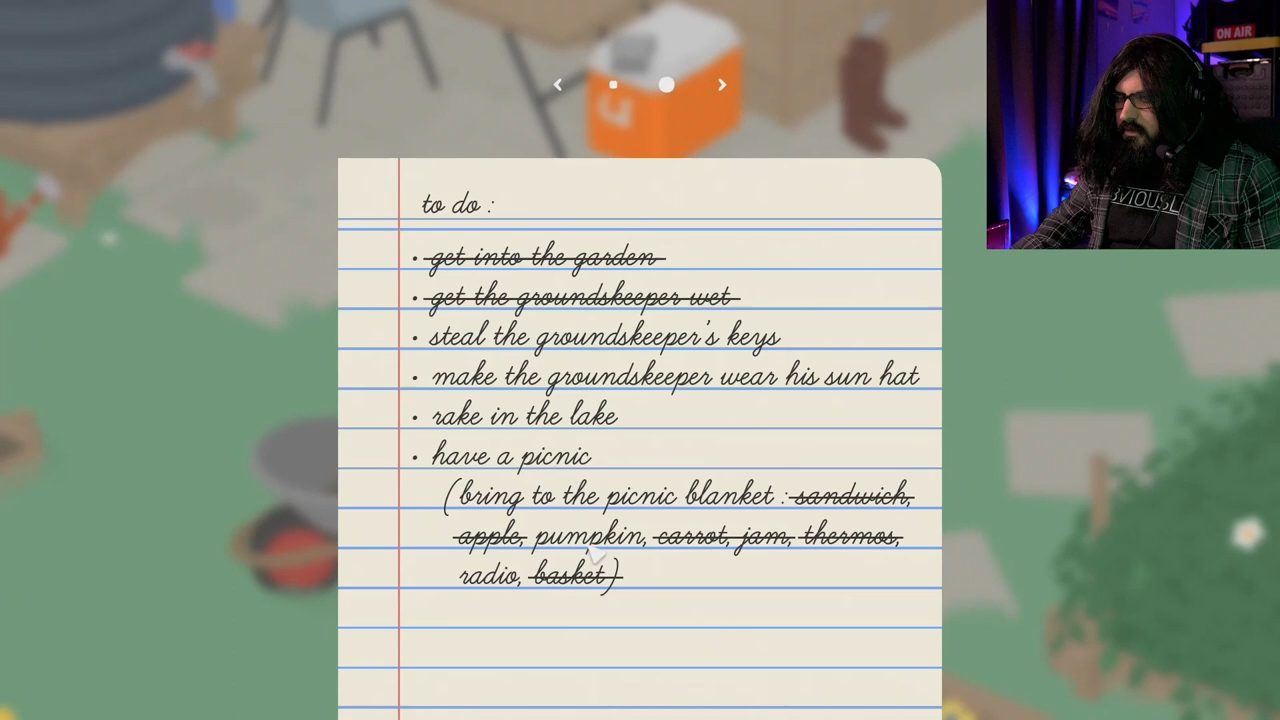 to do :
• get into the garden
• get the groundskeeper wet
• steal the groundskeeper's keys
• make the groundskeeper wear his sun hat
• rake in the lake
• have a picnic
(bring to the picnic blanket : sandwich,
apple, pumpkin, carrot, jam, thermos,
radio, basket)
ON AIR